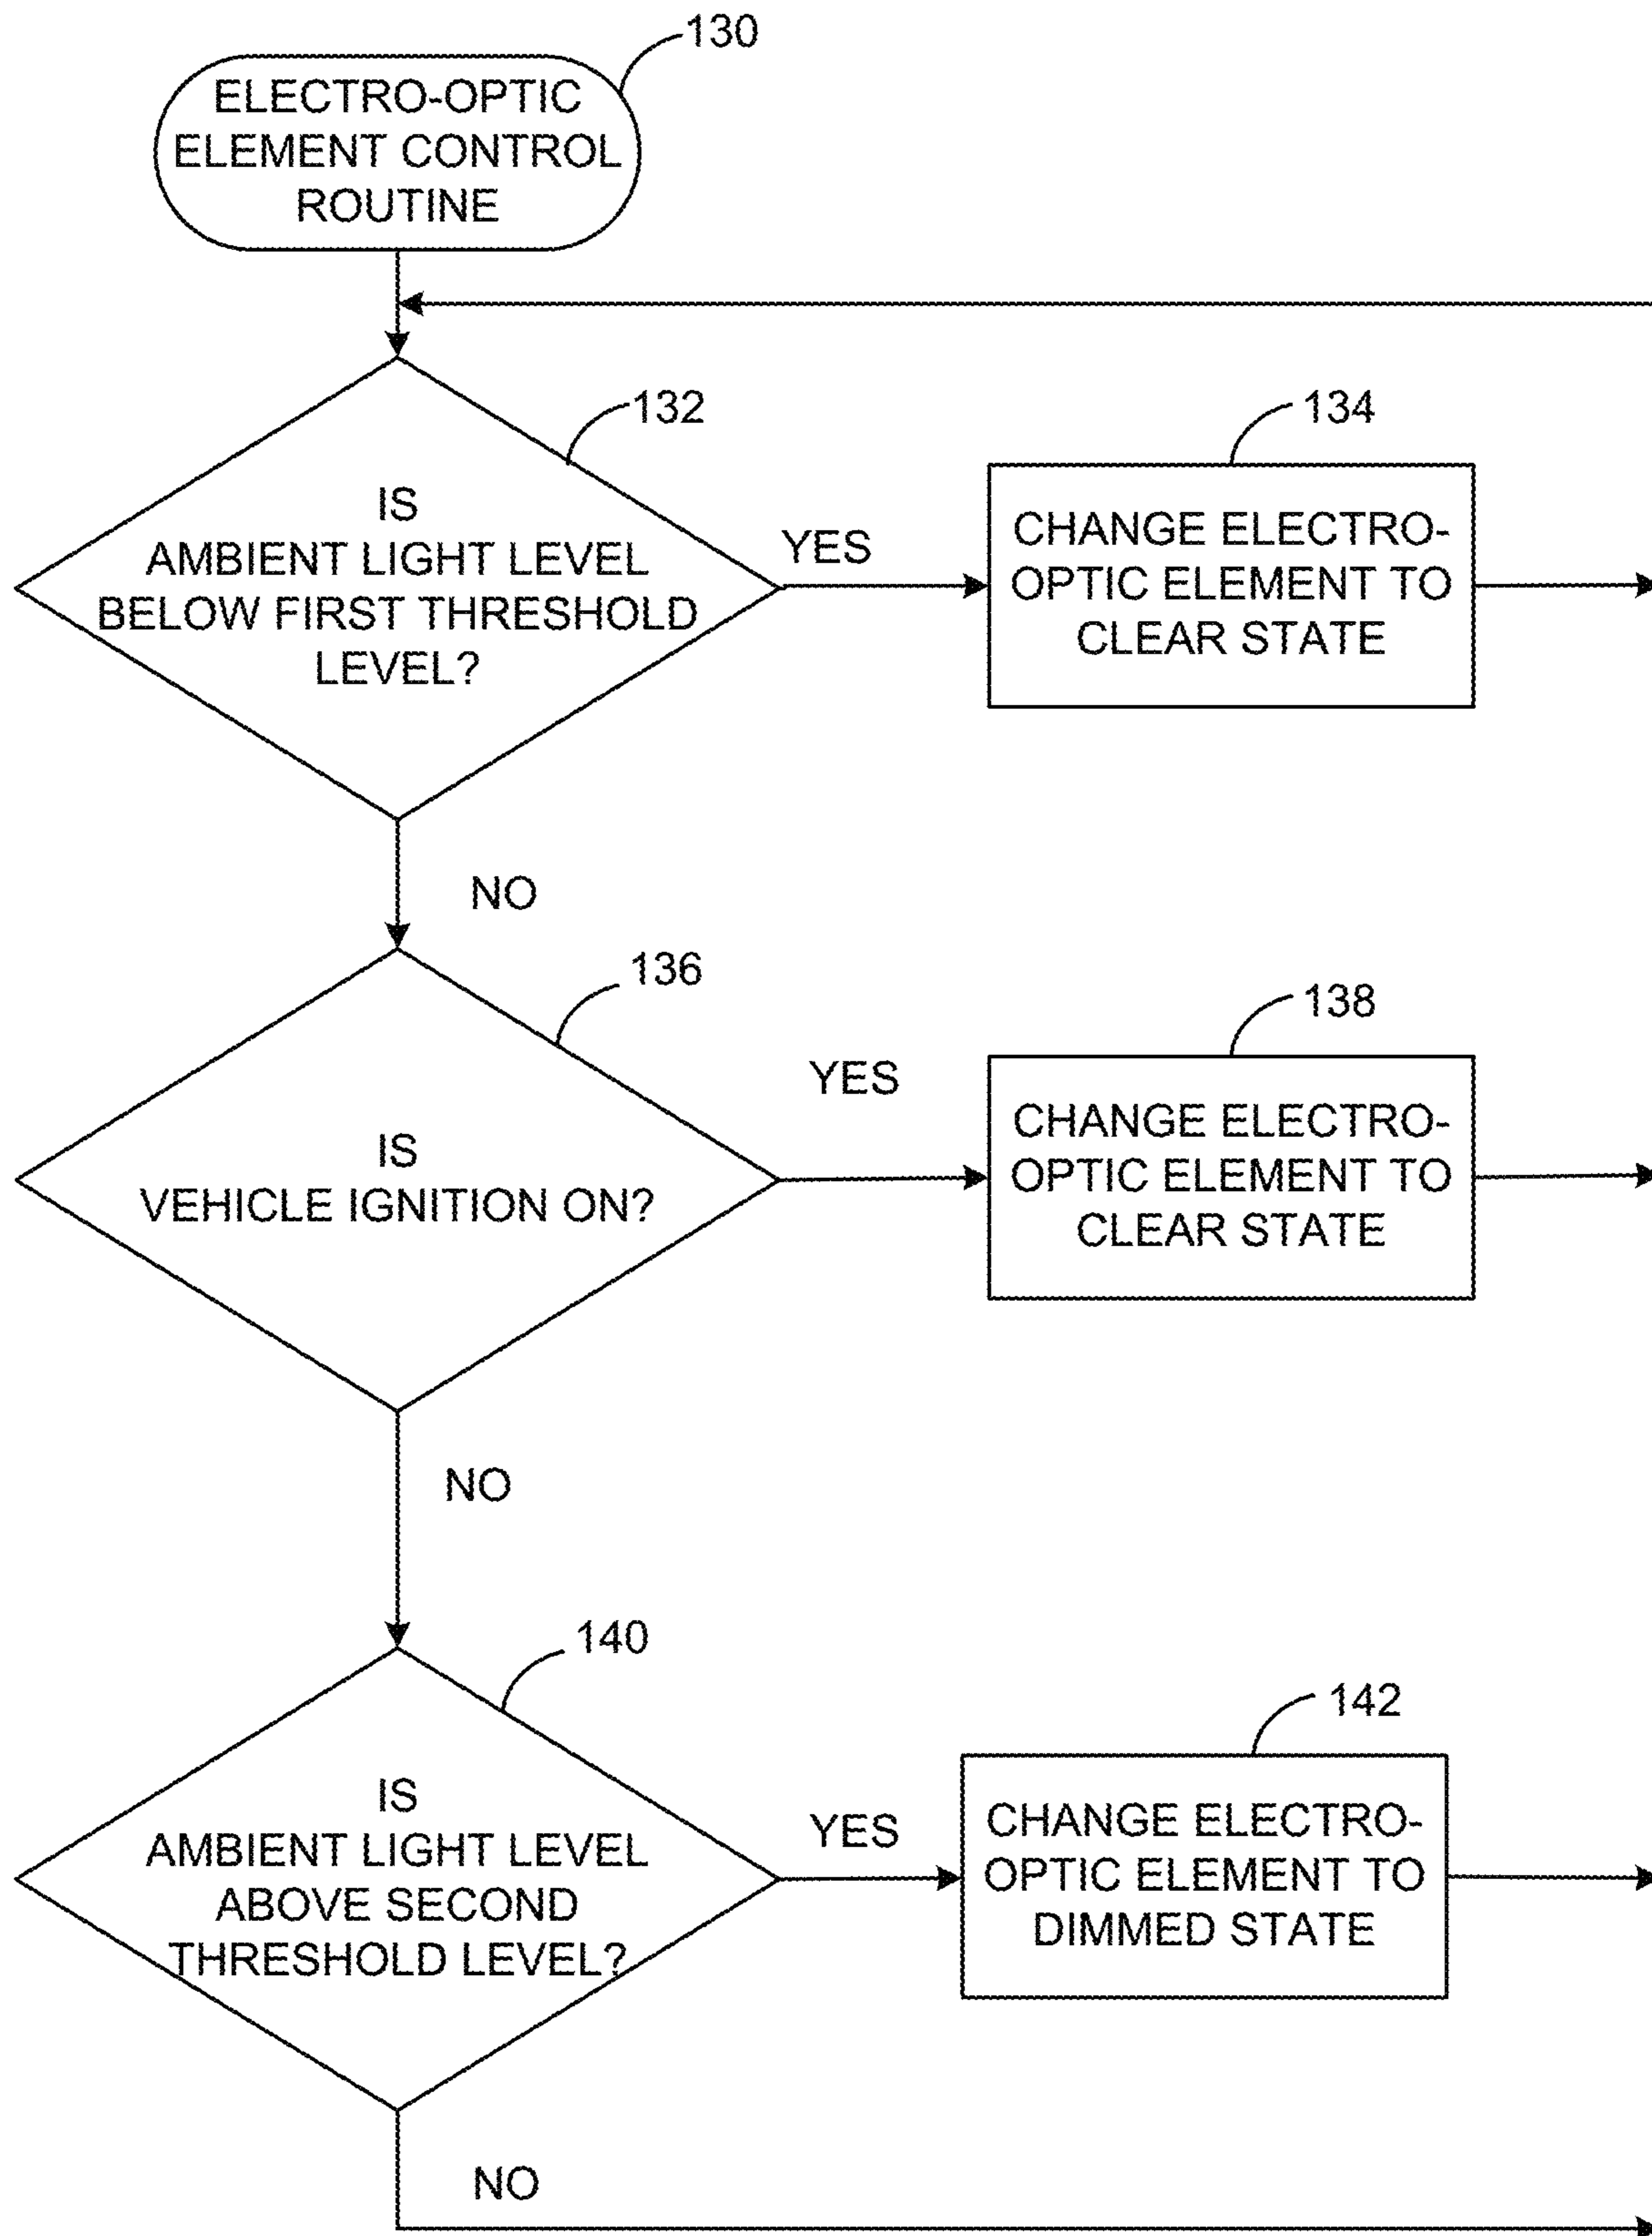 130
ELECTRO-OPTIC
ELEMENT CONTROL
ROUTINE
132
134
IS
AMBIENT LIGHT LEVEL
BELOW FIRST THRESHOLD
LEVEL?
YES
CHANGE ELECTRO-
OPTIC ELEMENT TO
CLEAR STATE
NO
136
138
IS
VEHICLE IGNITION ON?
YES
CHANGE ELECTRO-
OPTIC ELEMENT TO
CLEAR STATE
NO
140
142
IS
AMBIENT LIGHT LEVEL
ABOVE SECOND
THRESHOLD LEVEL?
YES
CHANGE ELECTRO-
OPTIC ELEMENT TO
DIMMED STATE
NO